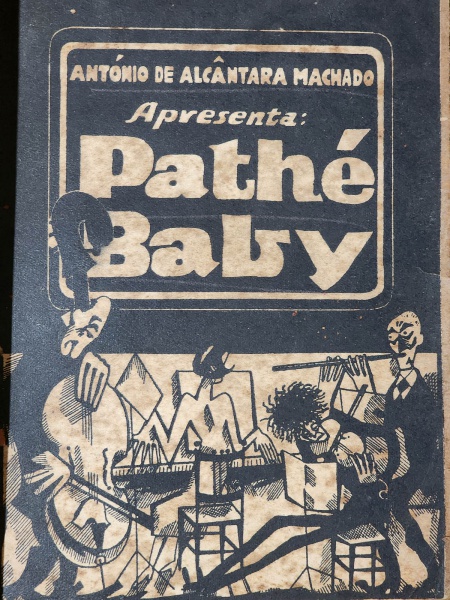 ANTÓNIO DE ALCÂNTARA MACHADO
Apresenta:
Pathé
Baby